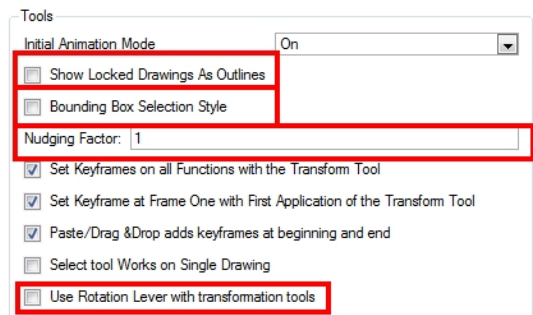 Tools
Initial Animation Mode On
Show Locked Drawings As Outlines
Bounding Box Selection Style
Nudging Factor: 1
Set Keyframes on all Functions with the Transform Tool
Set Keyframe at Frame One with First Application of the Transform Tool
Paste/Drag &Drop adds keyframes at beginning and end
Select tool Works on Single Drawing
Use Rotation Lever with transformation tools